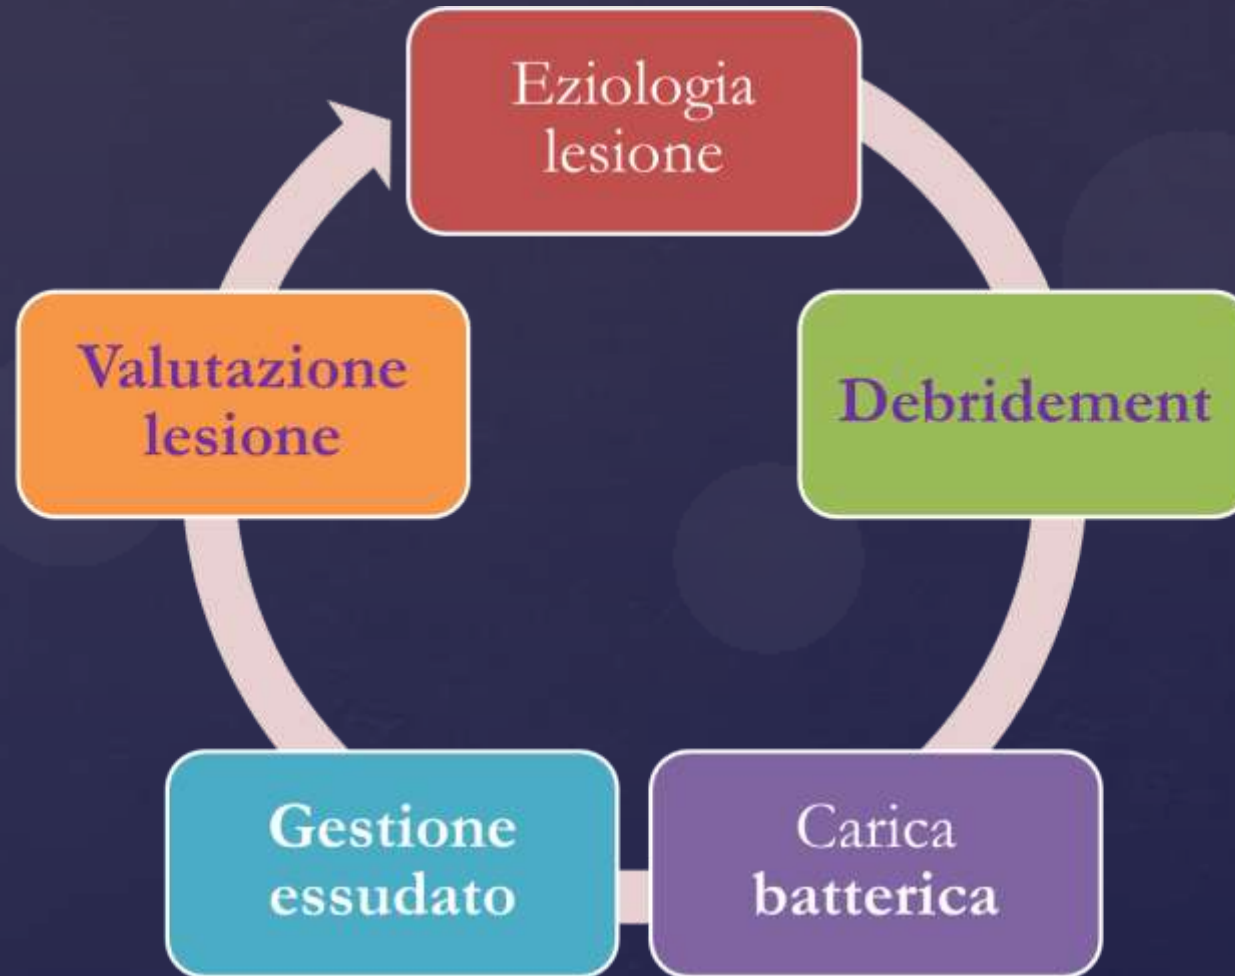 Eziologia
lesione
Debridement
Carica
batterica
Gestione
essudato
Valutazione
lesione